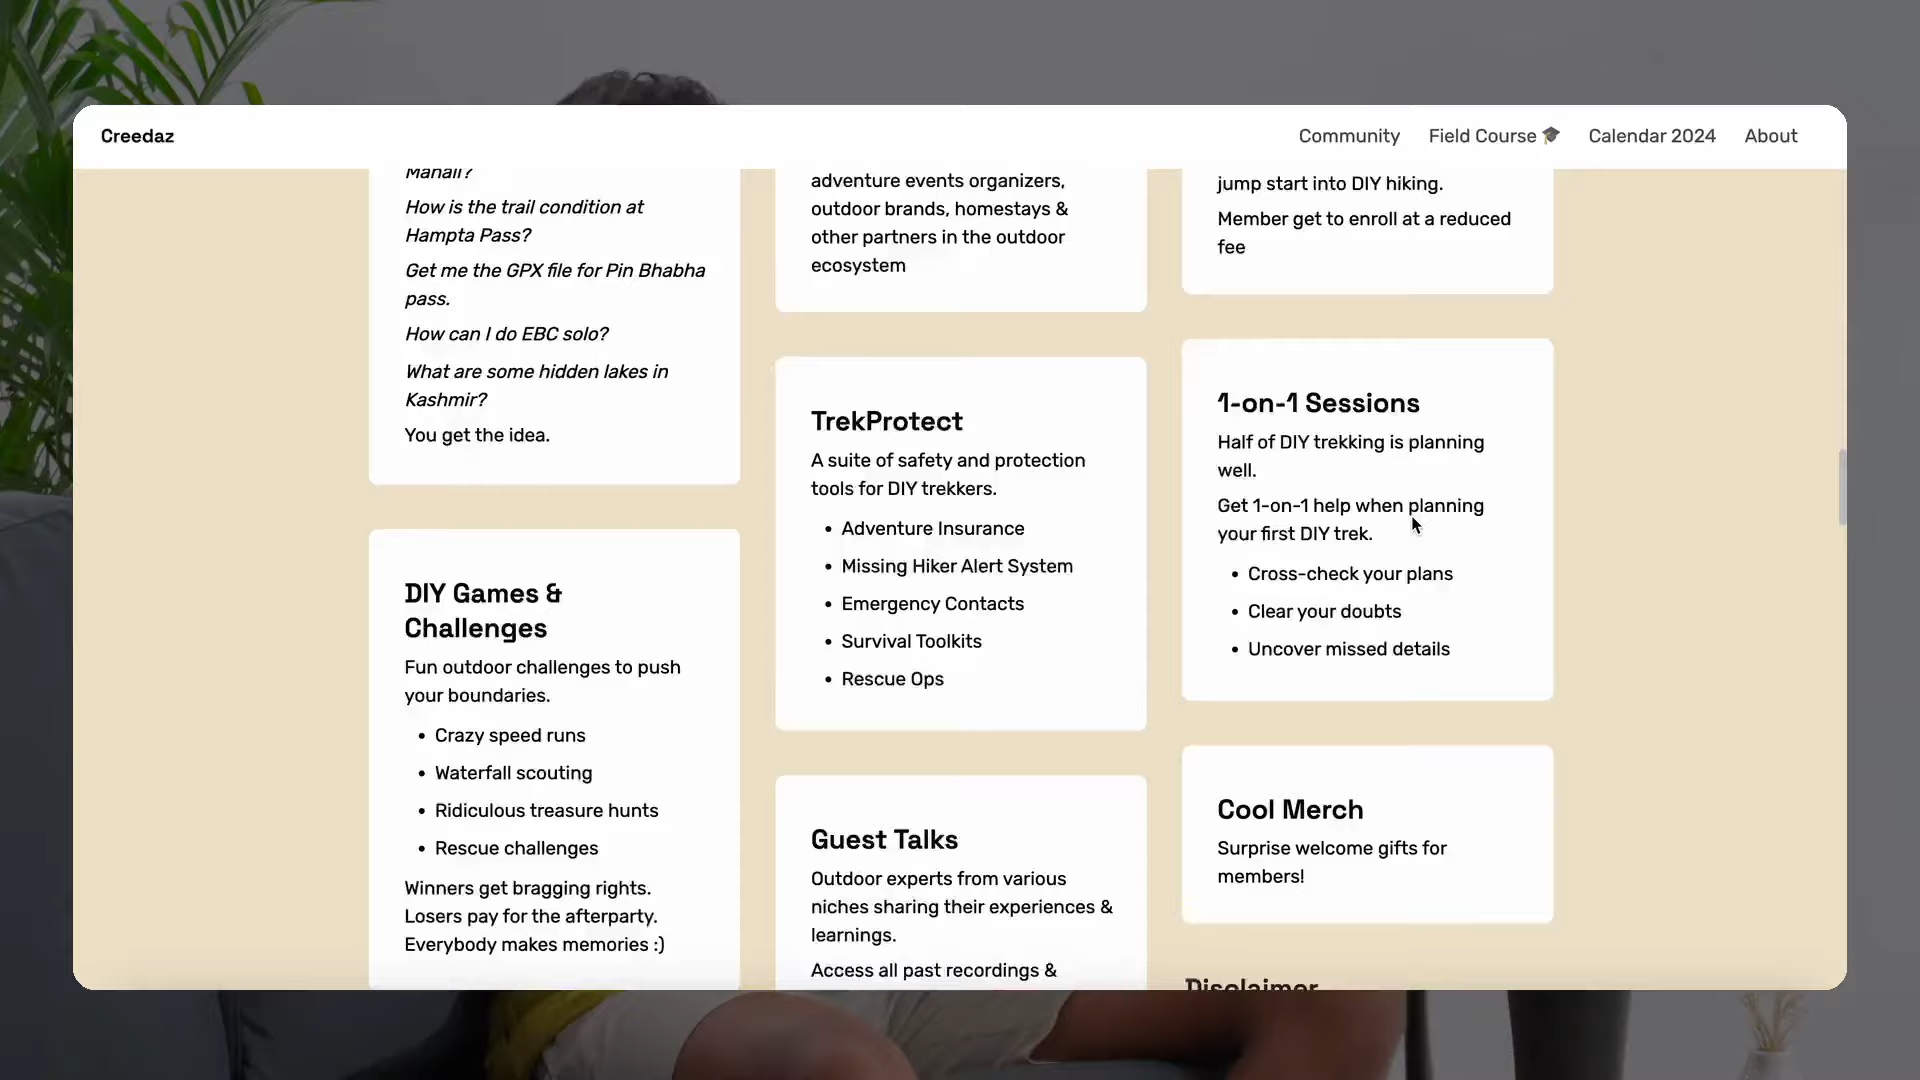 Creedaz
Community
Field Course
Calendar 2024
About
Manali?
How is the trail condition at
Hampta Pass?
Get me the GPX file for Pin Bhabha
pass.
How can I do EBC solo?
What are some hidden lakes in
Kashmir?
You get the idea.
DIY Games &
Challenges
Fun outdoor challenges to push
your boundaries.
• Crazy speed runs
• Waterfall scouting
• Ridiculous treasure hunts
• Rescue challenges
Winners get bragging rights.
Losers pay for the afterparty.
Everybody makes memories :)
adventure events organizers,
outdoor brands, homestays &
other partners in the outdoor
ecosystem
TrekProtect
A suite of safety and protection
tools for DIY trekkers.
• Adventure Insurance
• Missing Hiker Alert System
• Emergency Contacts
• Survival Toolkits
• Rescue Ops
Guest Talks
Outdoor experts from various
niches sharing their experiences &
learnings.
Access all past recordings &
jump start into DIY hiking.
Member get to enroll at a reduced
fee
1-on-1 Sessions
Half of DIY trekking is planning
well.
Get 1-on-1 help when planning
your first DIY trek.
• Cross-check your plans
• Clear your doubts
• Uncover missed details
Cool Merch
Surprise welcome gifts for
members!
Disclaimer